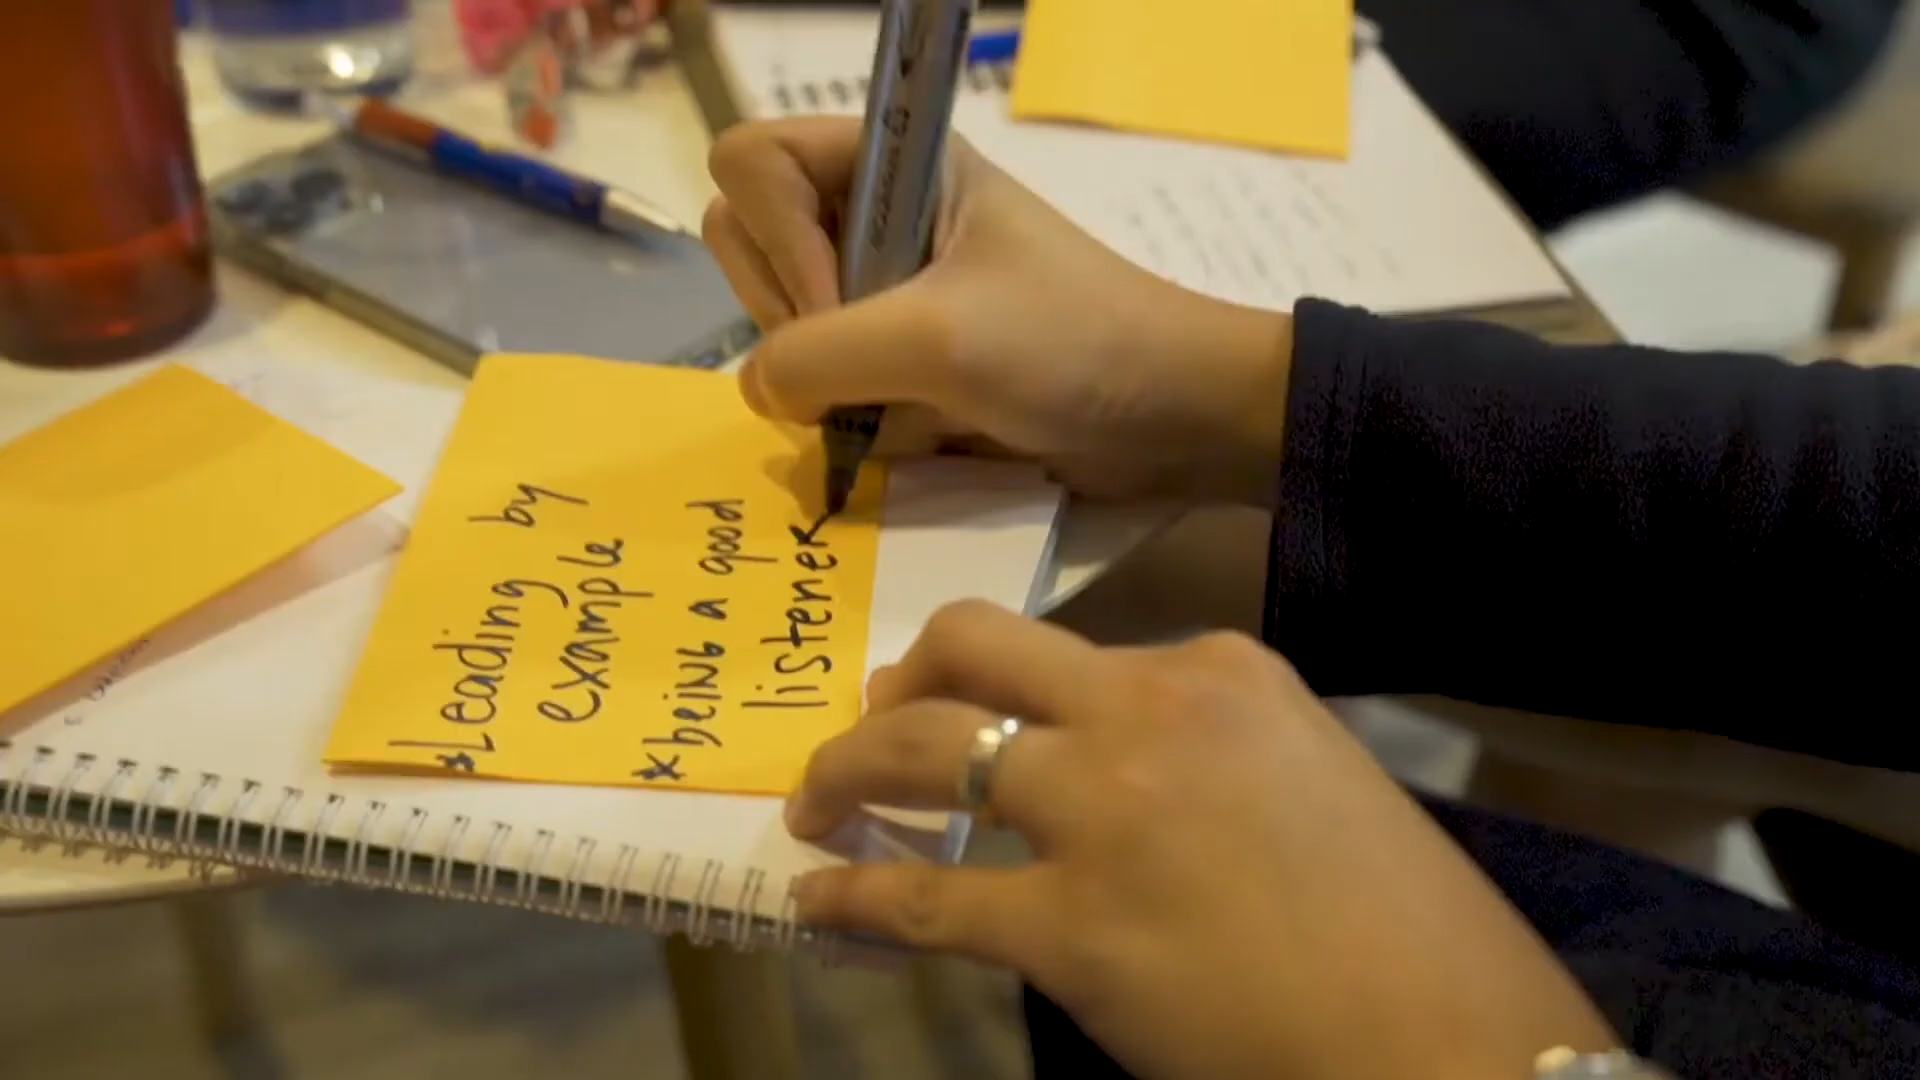 *Leading by
example
*being a good
listener